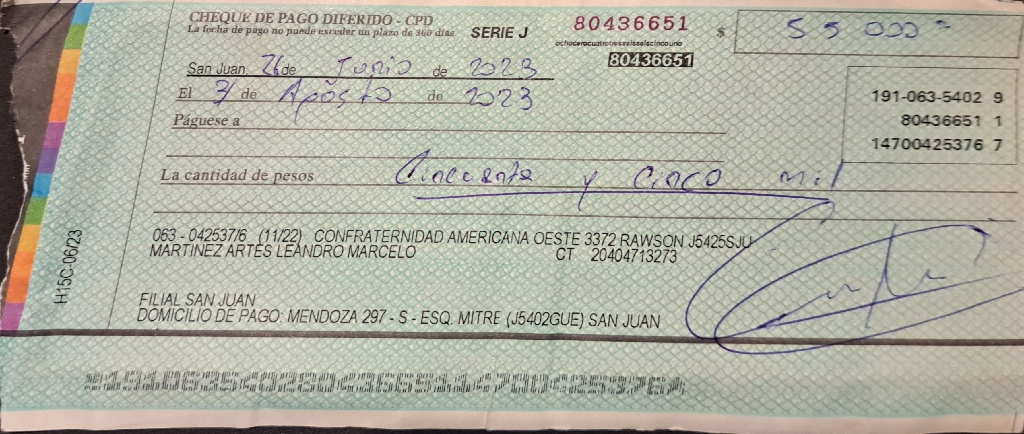 CHEQUE DE PAGO DIFERIDO - CPD
La fecha de pago no puede exceder un plazo de 360 días
SERIE J
80436651
ochocerocuatrotresseisseiscincouno
80436651
$ 55000=
San Juan 26 de Junio de 2023
El 3 de Agosto de 2023
Páguese a
191-063-5402 9
80436651 1
14700425376 7
La cantidad de pesos Cincuenta y Cinco mil
063 - 042537/6 (11/22) CONFRATERNIDAD AMERICANA OESTE 3372 RAWSON J5425SJU
MARTINEZ ARTES LEANDRO MARCELO CT 20404713273
FILIAL SAN JUAN
DOMICILIO DE PAGO: MENDOZA 297 - S - ESQ. MITRE (J5402GUE) SAN JUAN
H15C-06/23